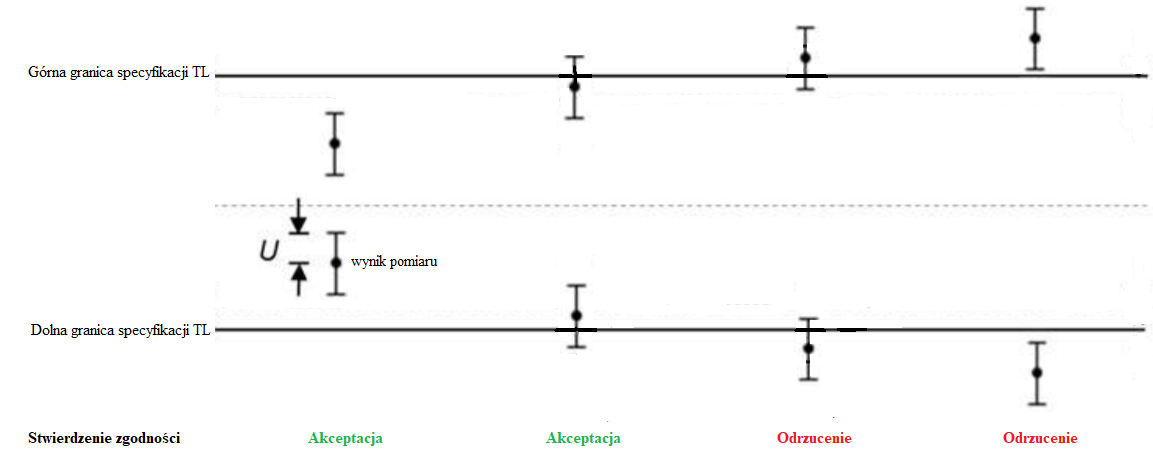 Górna granica specyfikacji TL
U
wynik pomiaru
Dolna granica specyfikacji TL
Stwierdzenie zgodności Akceptacja Akceptacja Odrzucenie Odrzucenie